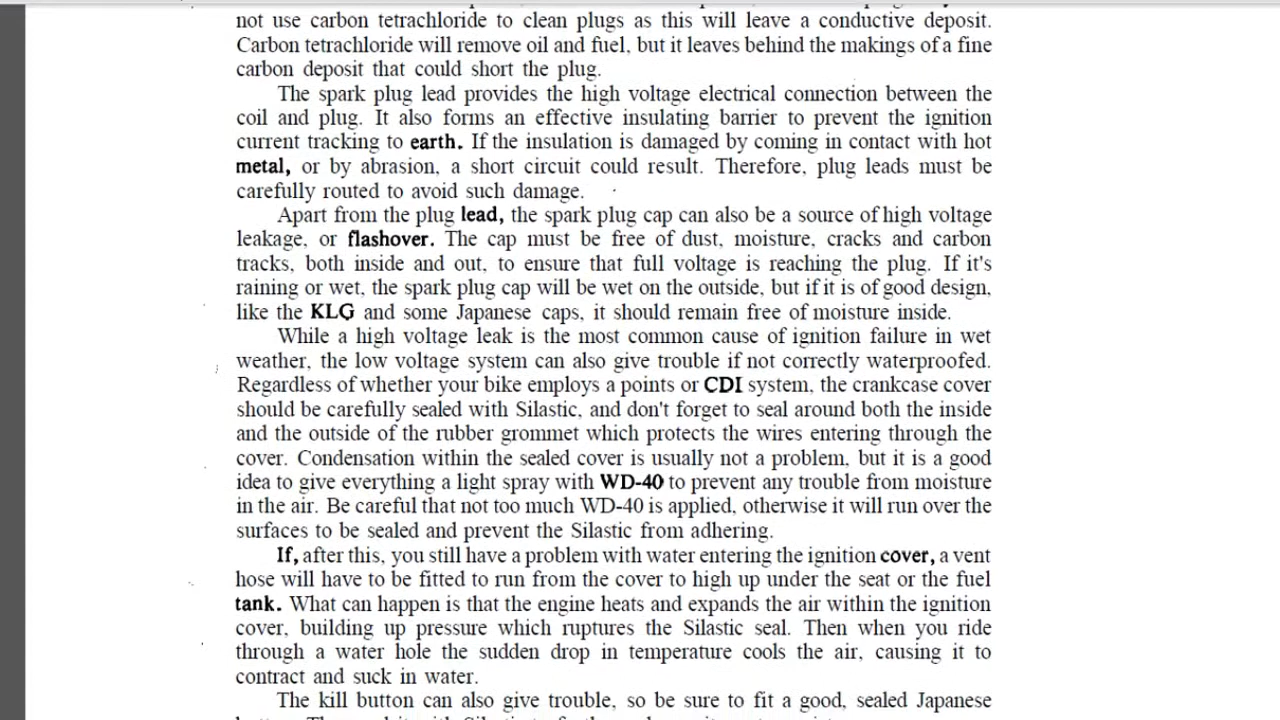 not use carbon tetrachloride to clean plugs as this will leave a conductive deposit.
Carbon tetrachloride will remove oil and fuel, but it leaves behind the makings of a fine
carbon deposit that could short the plug.
The spark plug lead provides the high voltage electrical connection between the
coil and plug. It also forms an effective insulating barrier to prevent the ignition
current tracking to earth. If the insulation is damaged by coming in contact with hot
metal, or by abrasion, a short circuit could result. Therefore, plug leads must be
carefully routed to avoid such damage.
Apart from the plug lead, the spark plug cap can also be a source of high voltage
leakage, or flashover. The cap must be free of dust, moisture, cracks and carbon
tracks, both inside and out, to ensure that full voltage is reaching the plug. If it's
raining or wet, the spark plug cap will be wet on the outside, but if it is of good design,
like the KLG and some Japanese caps, it should remain free of moisture inside.
While a high voltage leak is the most common cause of ignition failure in wet
weather, the low voltage system can also give trouble if not correctly waterproofed.
Regardless of whether your bike employs a points or CDI system, the crankcase cover
should be carefully sealed with Silastic, and don't forget to seal around both the inside
and the outside of the rubber grommet which protects the wires entering through the
cover. Condensation within the sealed cover is usually not a problem, but it is a good
idea to give everything a light spray with WD-40 to prevent any trouble from moisture
in the air. Be careful that not too much WD-40 is applied, otherwise it will run over the
surfaces to be sealed and prevent the Silastic from adhering.
If, after this, you still have a problem with water entering the ignition cover, a vent
hose will have to be fitted to run from the cover to high up under the seat or the fuel
tank. What can happen is that the engine heats and expands the air within the ignition
cover, building up pressure which ruptures the Silastic seal. Then when you ride
through a water hole the sudden drop in temperature cools the air, causing it to
contract and suck in water.
The kill button can also give trouble, so be sure to fit a good, sealed Japanese